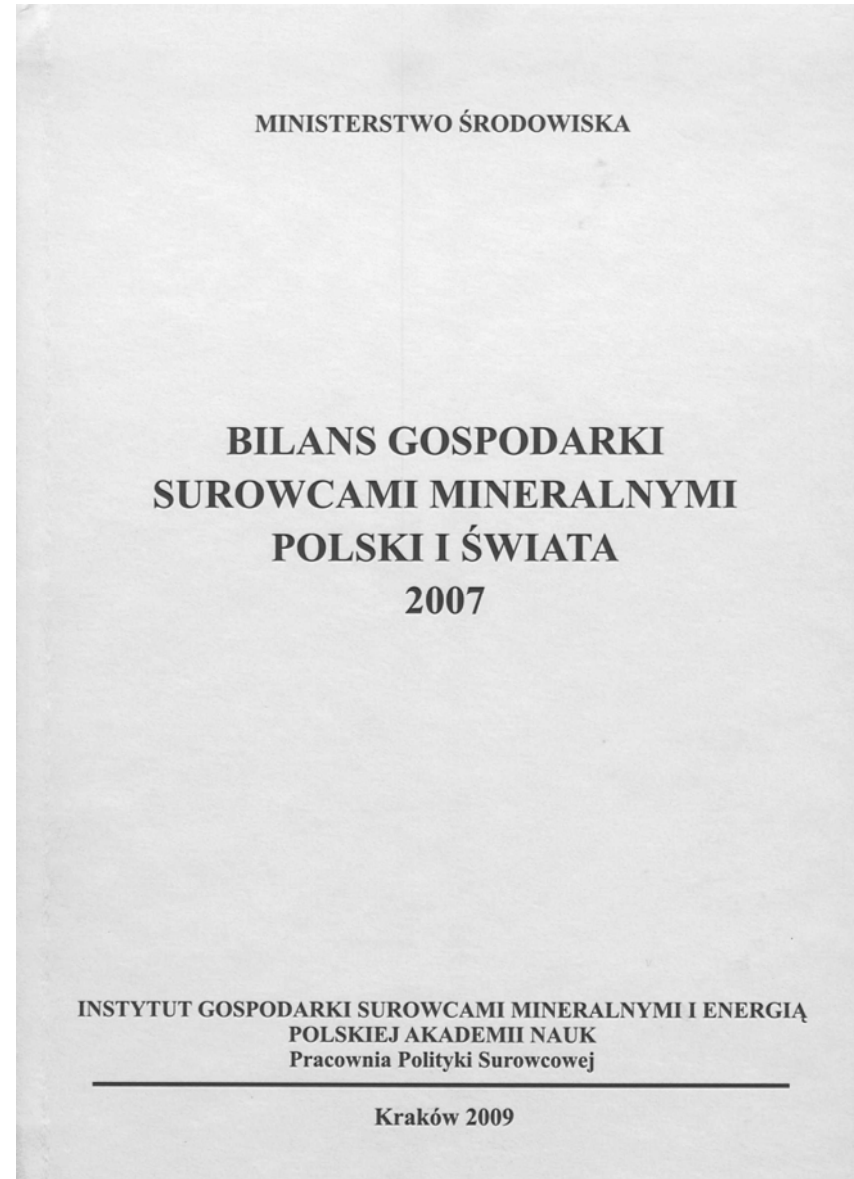 MINISTERSTWO ŚRODOWISKA
BILANS GOSPODARKI
SUROWCAMI MINERALNYMI
POLSKI I ŚWIATA
2007
INSTYTUT GOSPODARKI SUROWCAMI MINERALNYMI I ENERGIĄ
POLSKIEJ AKADEMII NAUK
Pracownia Polityki Surowcowej
Kraków 2009